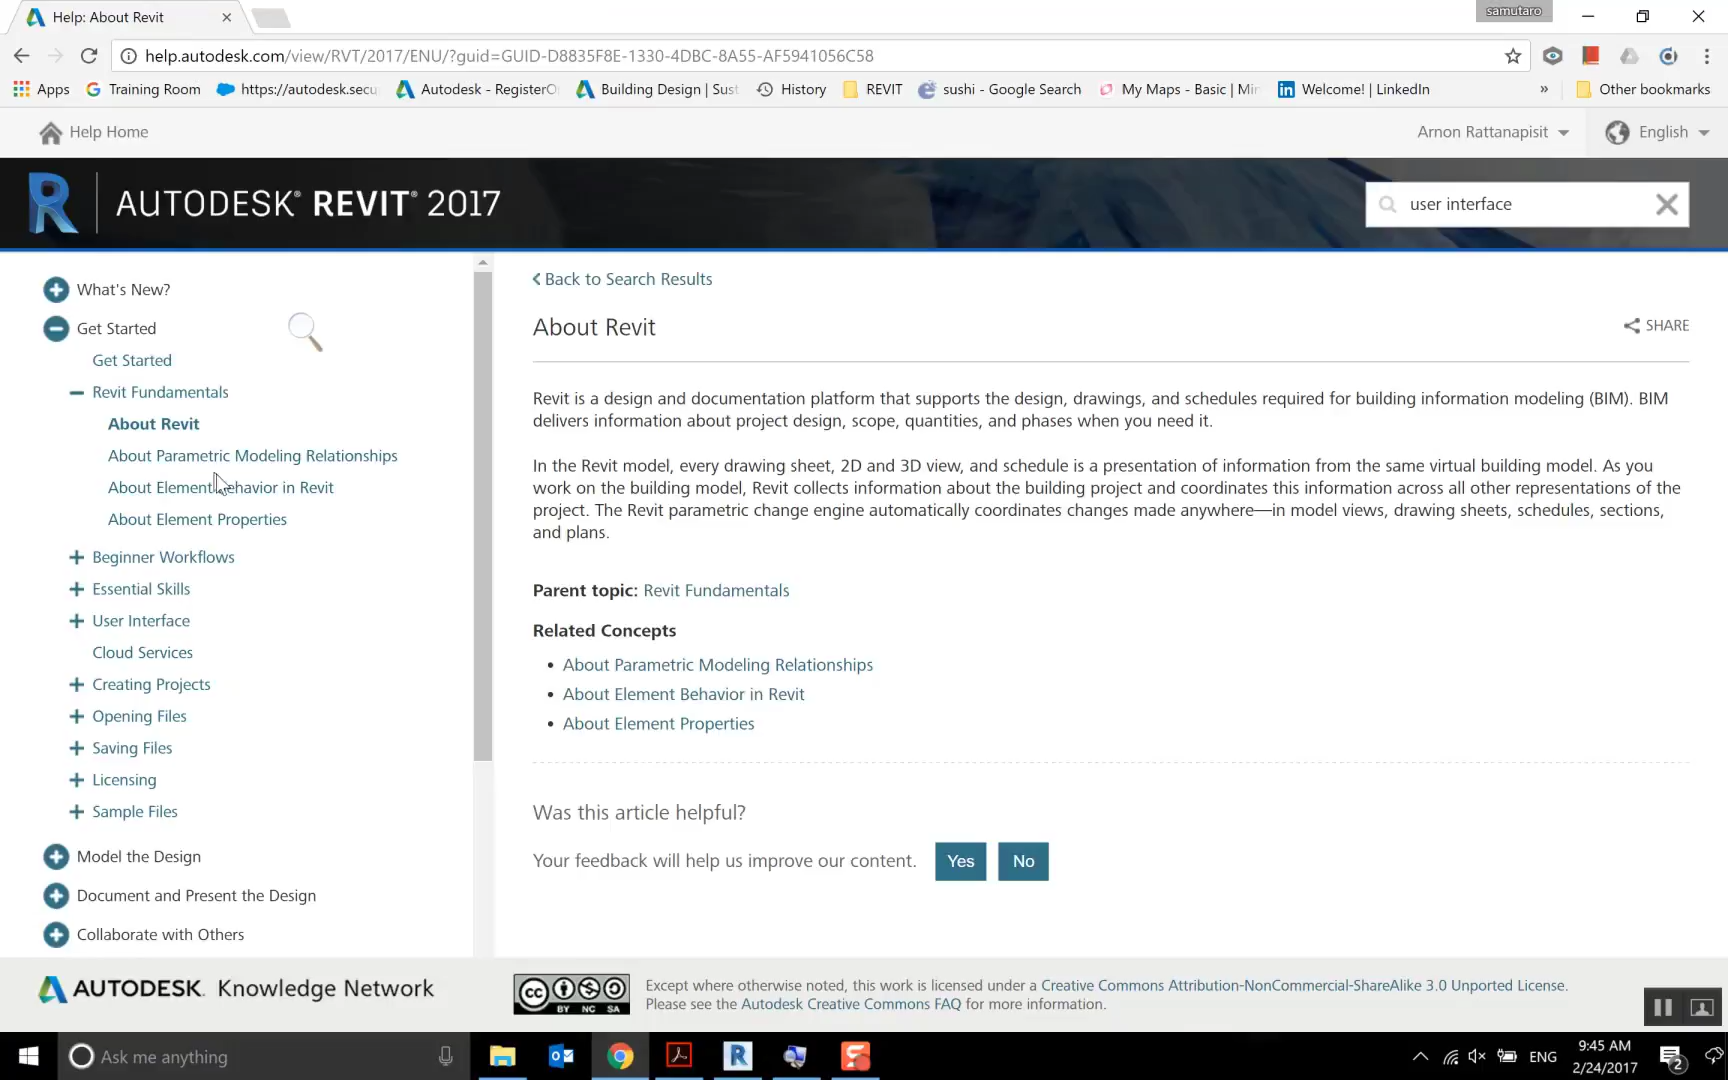 Help: About Revit
samutaro
help.autodesk.com/view/RVT/2017/ENU/?guid=GUID-D8835F8E-1330-4DBC-8A55-AF5941056C58
Apps
Training Room
https://autodesk.secu
Autodesk - RegisterO
Building Design | Sust
History
REVIT
sushi - Google Search
My Maps - Basic | Min
Welcome! | LinkedIn
»
Other bookmarks
Help Home
Arnon Rattanapisit
English
R
AUTODESK® REVIT® 2017
user interface
What's New?
Get Started
Get Started
Revit Fundamentals
About Revit
About Parametric Modeling Relationships
About Element Behavior in Revit
About Element Properties
Beginner Workflows
Essential Skills
User Interface
Cloud Services
Creating Projects
Opening Files
Saving Files
Licensing
Sample Files
Model the Design
Document and Present the Design
Collaborate with Others
Back to Search Results
About Revit
SHARE
Revit is a design and documentation platform that supports the design, drawings, and schedules required for building information modeling (BIM). BIM
delivers information about project design, scope, quantities, and phases when you need it.
In the Revit model, every drawing sheet, 2D and 3D view, and schedule is a presentation of information from the same virtual building model. As you
work on the building model, Revit collects information about the building project and coordinates this information across all other representations of the
project. The Revit parametric change engine automatically coordinates changes made anywhere—in model views, drawing sheets, schedules, sections,
and plans.
Parent topic: Revit Fundamentals
Related Concepts
• About Parametric Modeling Relationships
• About Element Behavior in Revit
• About Element Properties
Was this article helpful?
Your feedback will help us improve our content.
Yes
No
AUTODESK. Knowledge Network
cc
BY NC SA
Except where otherwise noted, this work is licensed under a Creative Commons Attribution-NonCommercial-ShareAlike 3.0 Unported License.
Please see the Autodesk Creative Commons FAQ for more information.
Ask me anything
R
ENG
9:45 AM
2/24/2017
2